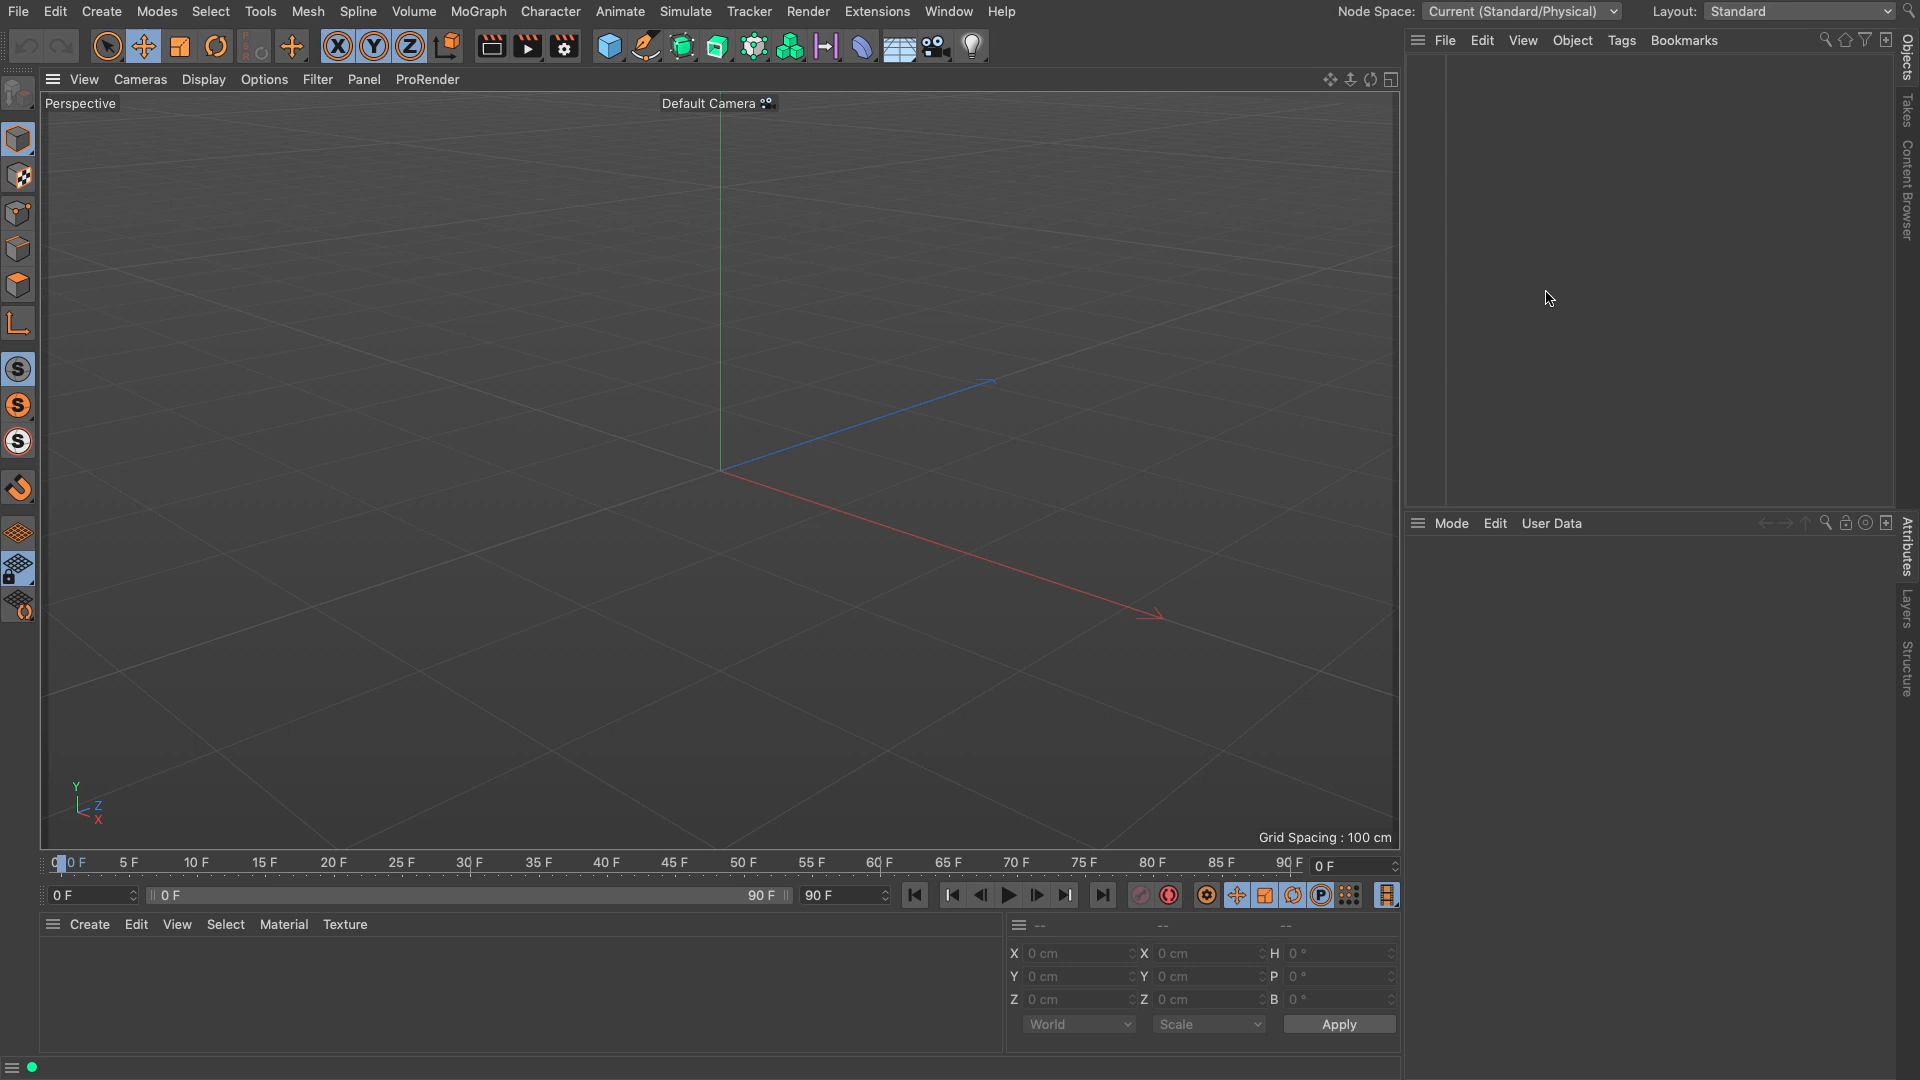 File Edit Create Modes Select Tools Mesh Spline Volume MoGraph Character Animate Simulate Tracker Render Extensions Window Help Node Space: Current (Standard/Physical) Layout: Standard
P S R X Y Z
File Edit View Object Tags Bookmarks
Objects
Takes
Content Browser
View Cameras Display Options Filter Panel ProRender
Perspective Default Camera
S
S
S
Y
Z
X
Grid Spacing : 100 cm
Mode Edit User Data
Attributes
Layers
Structure
0 0 F 5 F 10 F 15 F 20 F 25 F 30 F 35 F 40 F 45 F 50 F 55 F 60 F 65 F 70 F 75 F 80 F 85 F 90 F 0 F
0 F 0 F 90 F 90 F P
Create Edit View Select Material Texture
-- -- --
X 0 cm X 0 cm H 0 °
Y 0 cm Y 0 cm P 0 °
Z 0 cm Z 0 cm B 0 °
World Scale Apply